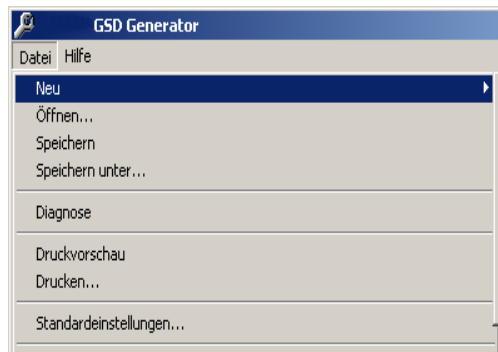 GSD Generator
Datei Hilfe
Neu
Öffnen...
Speichern
Speichern unter...
Diagnose
Druckvorschau
Drucken...
Standardeinstellungen...